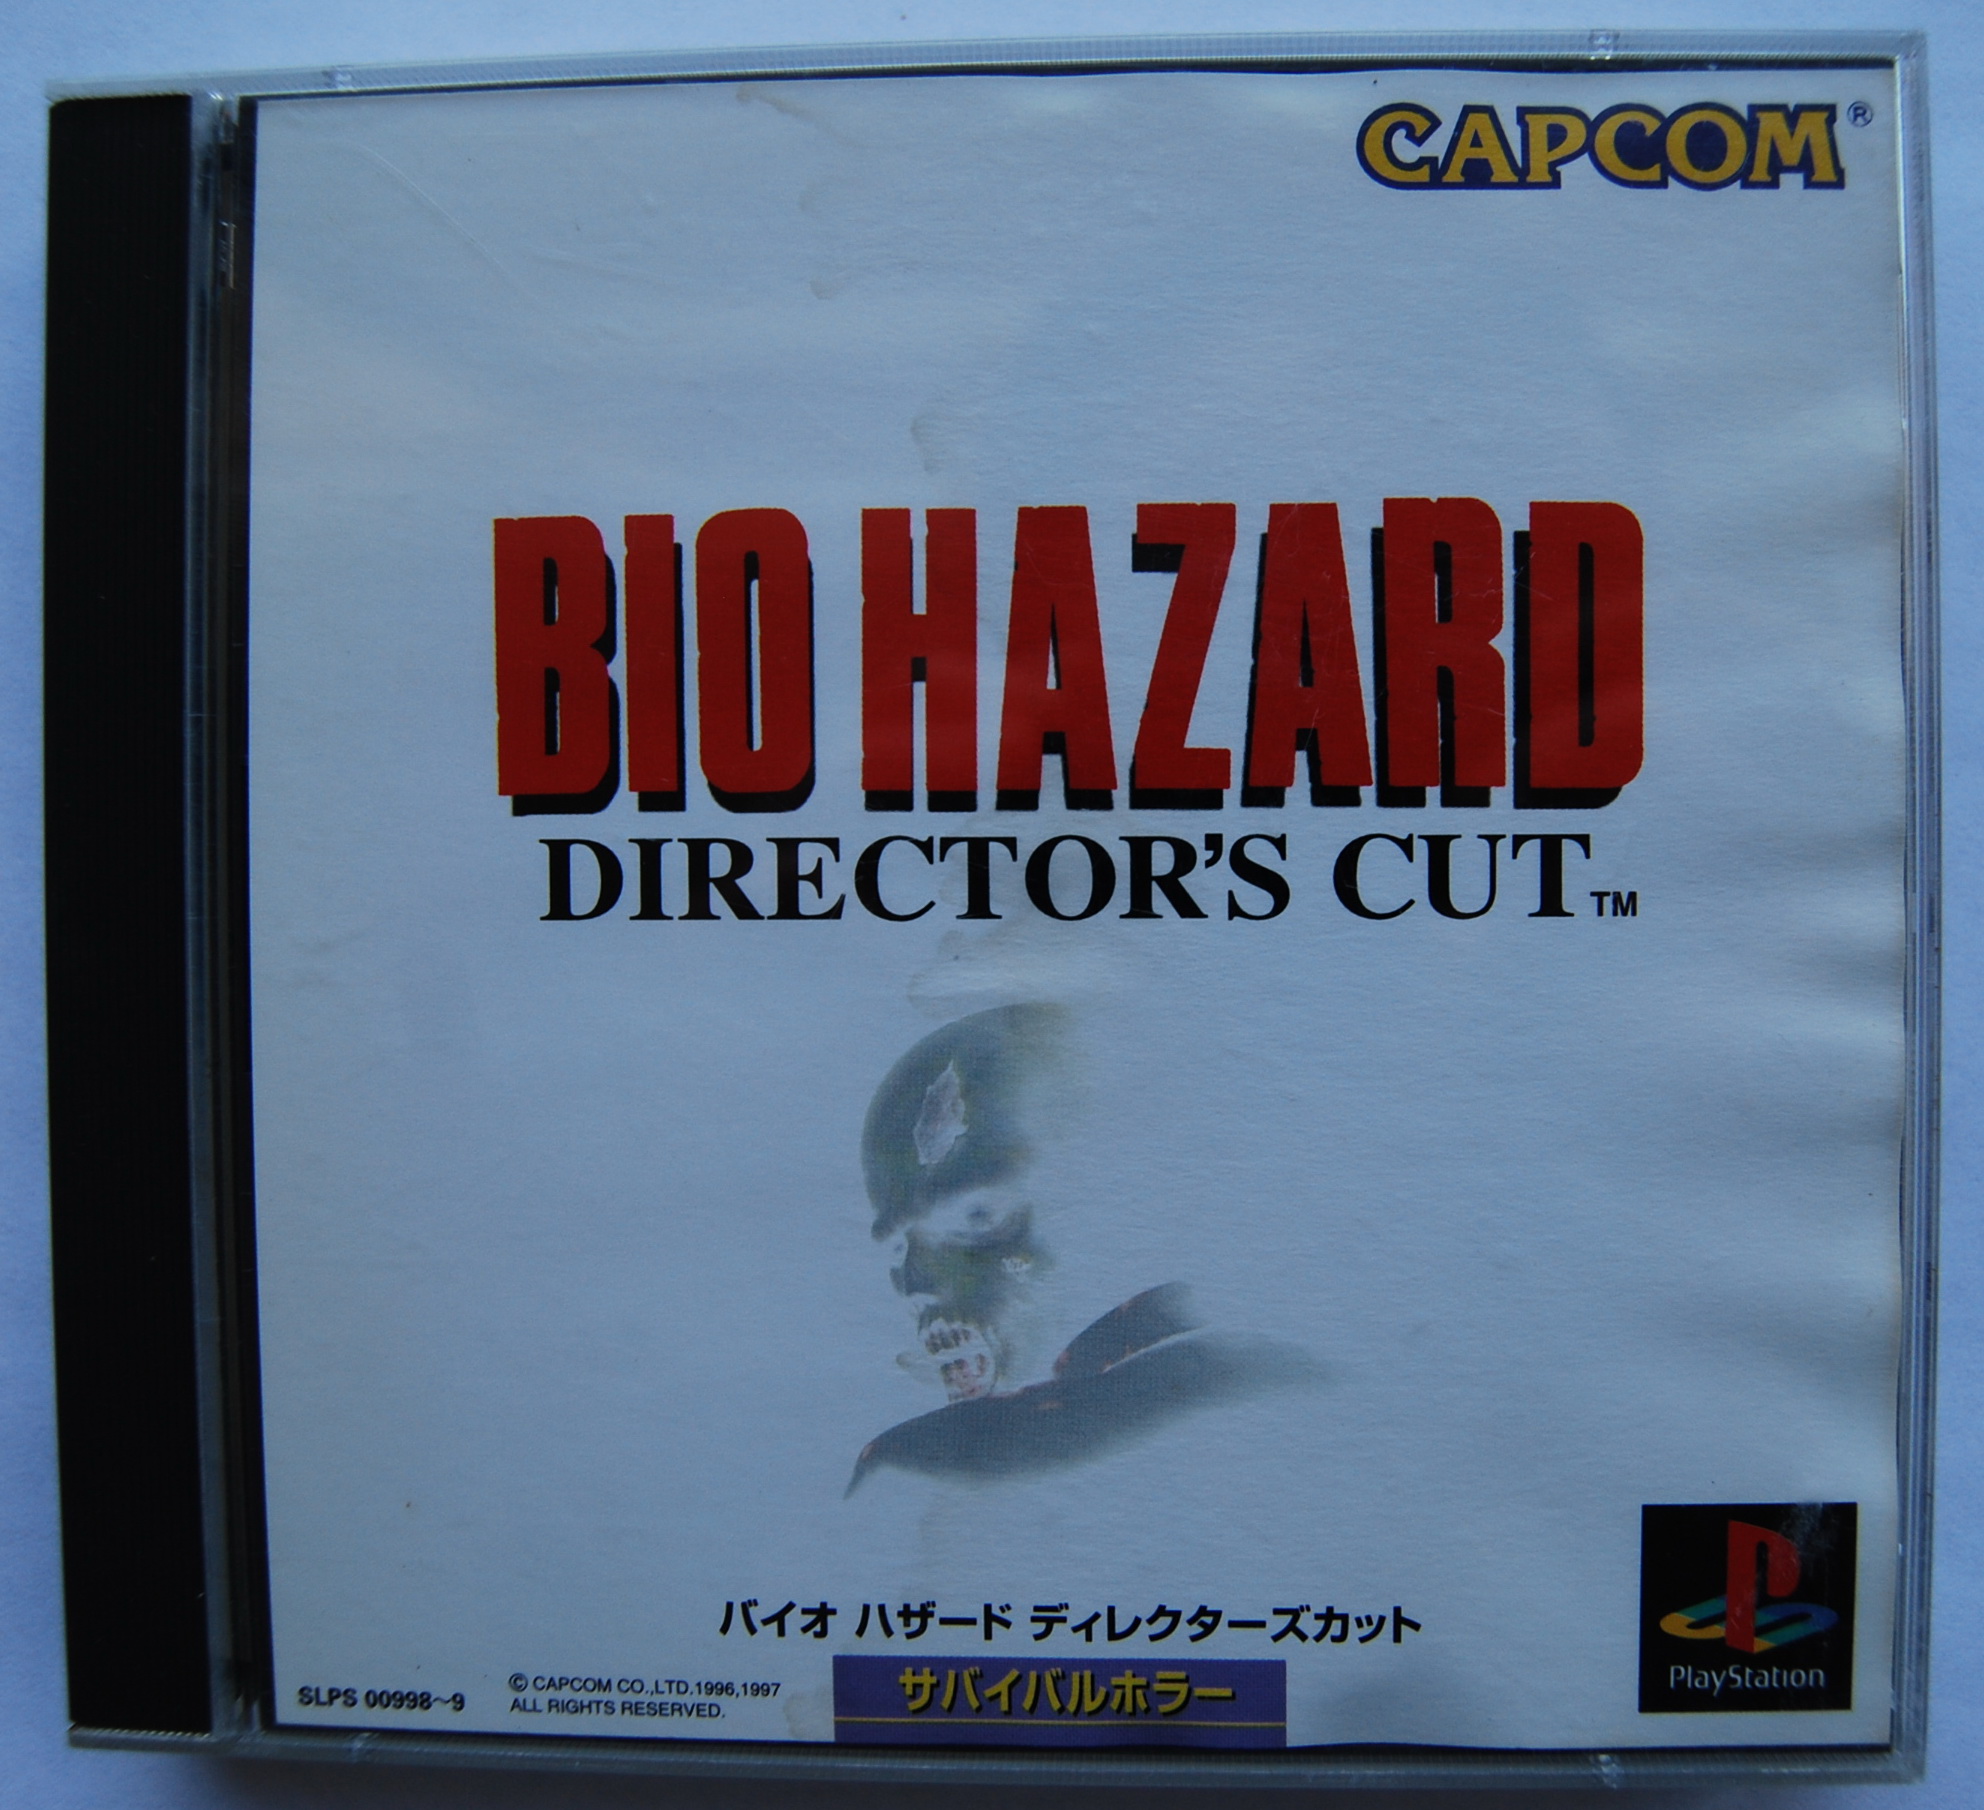 CAPCOM®
BIO HAZARD
DIRECTOR'S CUT™
バイオ ハザード ディレクターズカット
サバイバルホラー
SLPS 00998〜9
© CAPCOM CO.,LTD.1996,1997
ALL RIGHTS RESERVED.
PlayStation